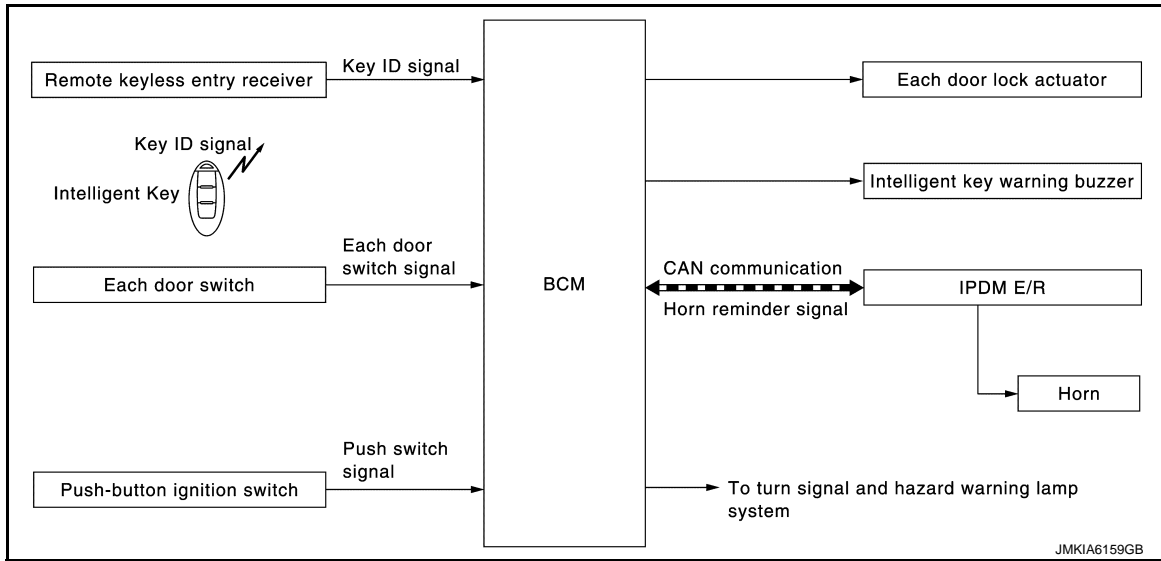 Remote keyless entry receiver
Key ID signal
Key ID signal
Intelligent Key
Each door switch
Each door
switch signal
Push-button ignition switch
Push switch
signal
BCM
Each door lock actuator
Intelligent key warning buzzer
CAN communication
Horn reminder signal
IPDM E/R
Horn
To turn signal and hazard warning lamp
system
JMKIA6159GB